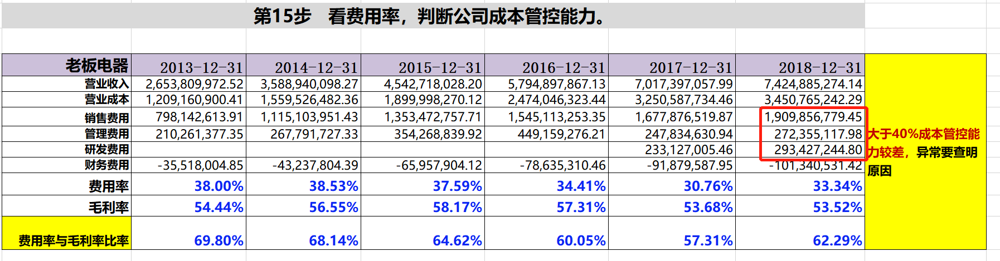 第15步 看费用率，判断公司成本管控能力。
老板电器 2013-12-31 2014-12-31 2015-12-31 2016-12-31 2017-12-31 2018-12-31
营业收入 2,653,809,972.52 3,588,940,098.27 4,542,718,028.20 5,794,897,867.13 7,017,397,057.99 7,424,885,274.14
营业成本 1,209,160,900.41 1,559,526,482.36 1,899,998,270.12 2,474,046,323.44 3,250,587,734.46 3,450,765,242.29
销售费用 798,142,613.91 1,115,103,951.43 1,353,472,757.71 1,545,113,253.35 1,677,876,519.87 1,909,856,779.45
管理费用 210,261,377.35 267,791,727.33 354,268,839.92 449,159,276.21 247,834,630.94 272,355,117.98
研发费用 233,127,005.46 293,427,244.80
财务费用 -35,518,004.85 -43,237,804.39 -65,957,904.12 -78,635,310.46 -91,879,587.95 -101,340,531.42
费用率 38.00% 38.53% 37.59% 34.41% 30.76% 33.34%
毛利率 54.44% 56.55% 58.17% 57.31% 53.68% 53.52%
费用率与毛利率比率 69.80% 68.14% 64.62% 60.05% 57.31% 62.29%
大于40%成本管控能
力较差，异常要查明
原因